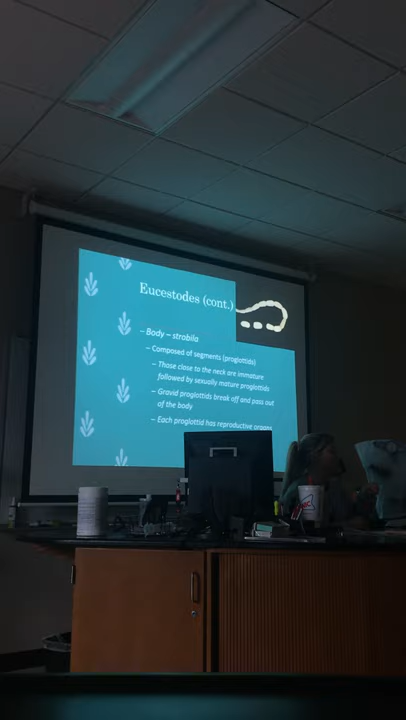 Eucestodes (cont.)
– Body – strobila
– Composed of segments (proglottids)
– Those close to the neck are immature
followed by sexually mature proglottids
– Gravid proglottids break off and pass out
of the body
– Each proglottid has reproductive organs